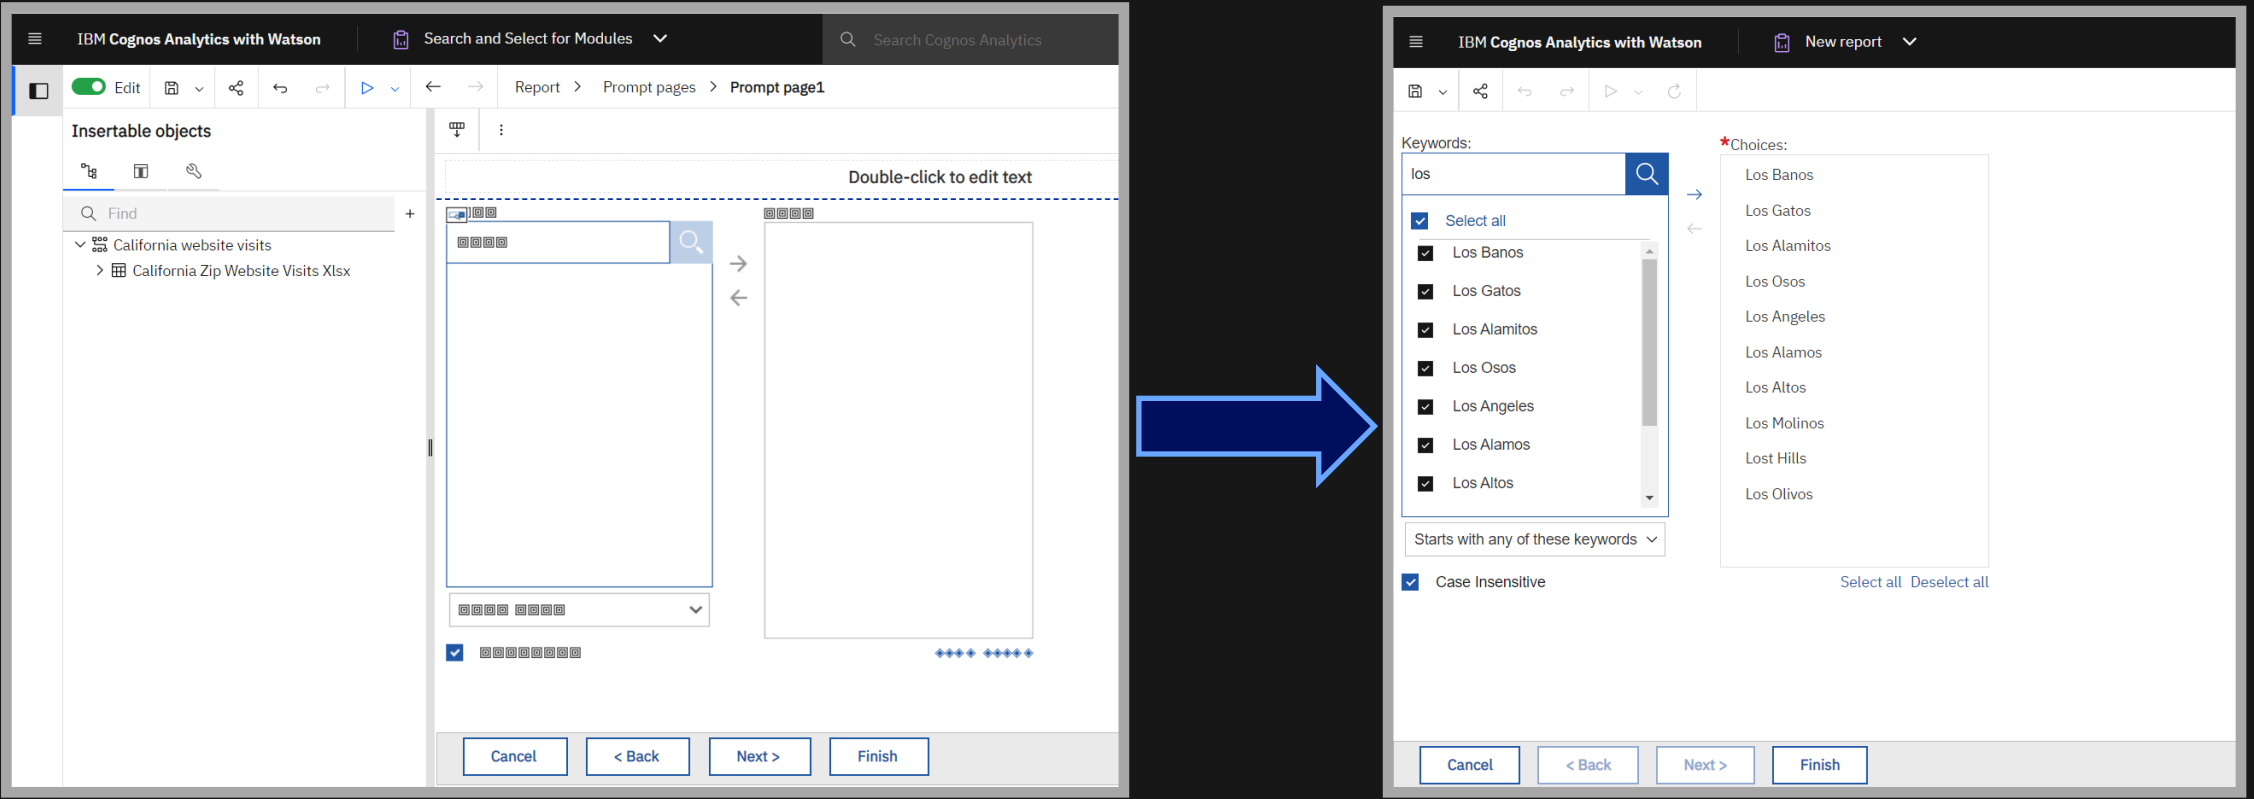 IBM Cognos Analytics with Watson
Search and Select for Modules
Search Cognos Analytics
Edit
Report > Prompt pages > Prompt page1
Insertable objects
Find
California website visits
California Zip Website Visits Xlsx
Double-click to edit text
Cancel
< Back
Next >
Finish
IBM Cognos Analytics with Watson
New report
Keywords:
los
Select all
Los Banos
Los Gatos
Los Alamitos
Los Osos
Los Angeles
Los Alamos
Los Altos
Starts with any of these keywords
Case Insensitive
*Choices:
Los Banos
Los Gatos
Los Alamitos
Los Osos
Los Angeles
Los Alamos
Los Altos
Los Molinos
Lost Hills
Los Olivos
Select all Deselect all
Cancel
< Back
Next >
Finish